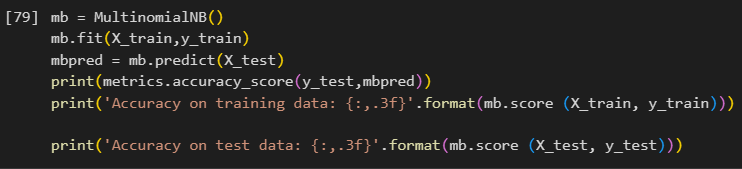 [79] mb = MultinomialNB()
mb.fit(X_train,y_train)
mbpred = mb.predict(X_test)
print(metrics.accuracy_score(y_test,mbpred))
print('Accuracy on training data: {:,.3f}'.format(mb.score (X_train, y_train)))
print('Accuracy on test data: {:,.3f}'.format(mb.score (X_test, y_test)))